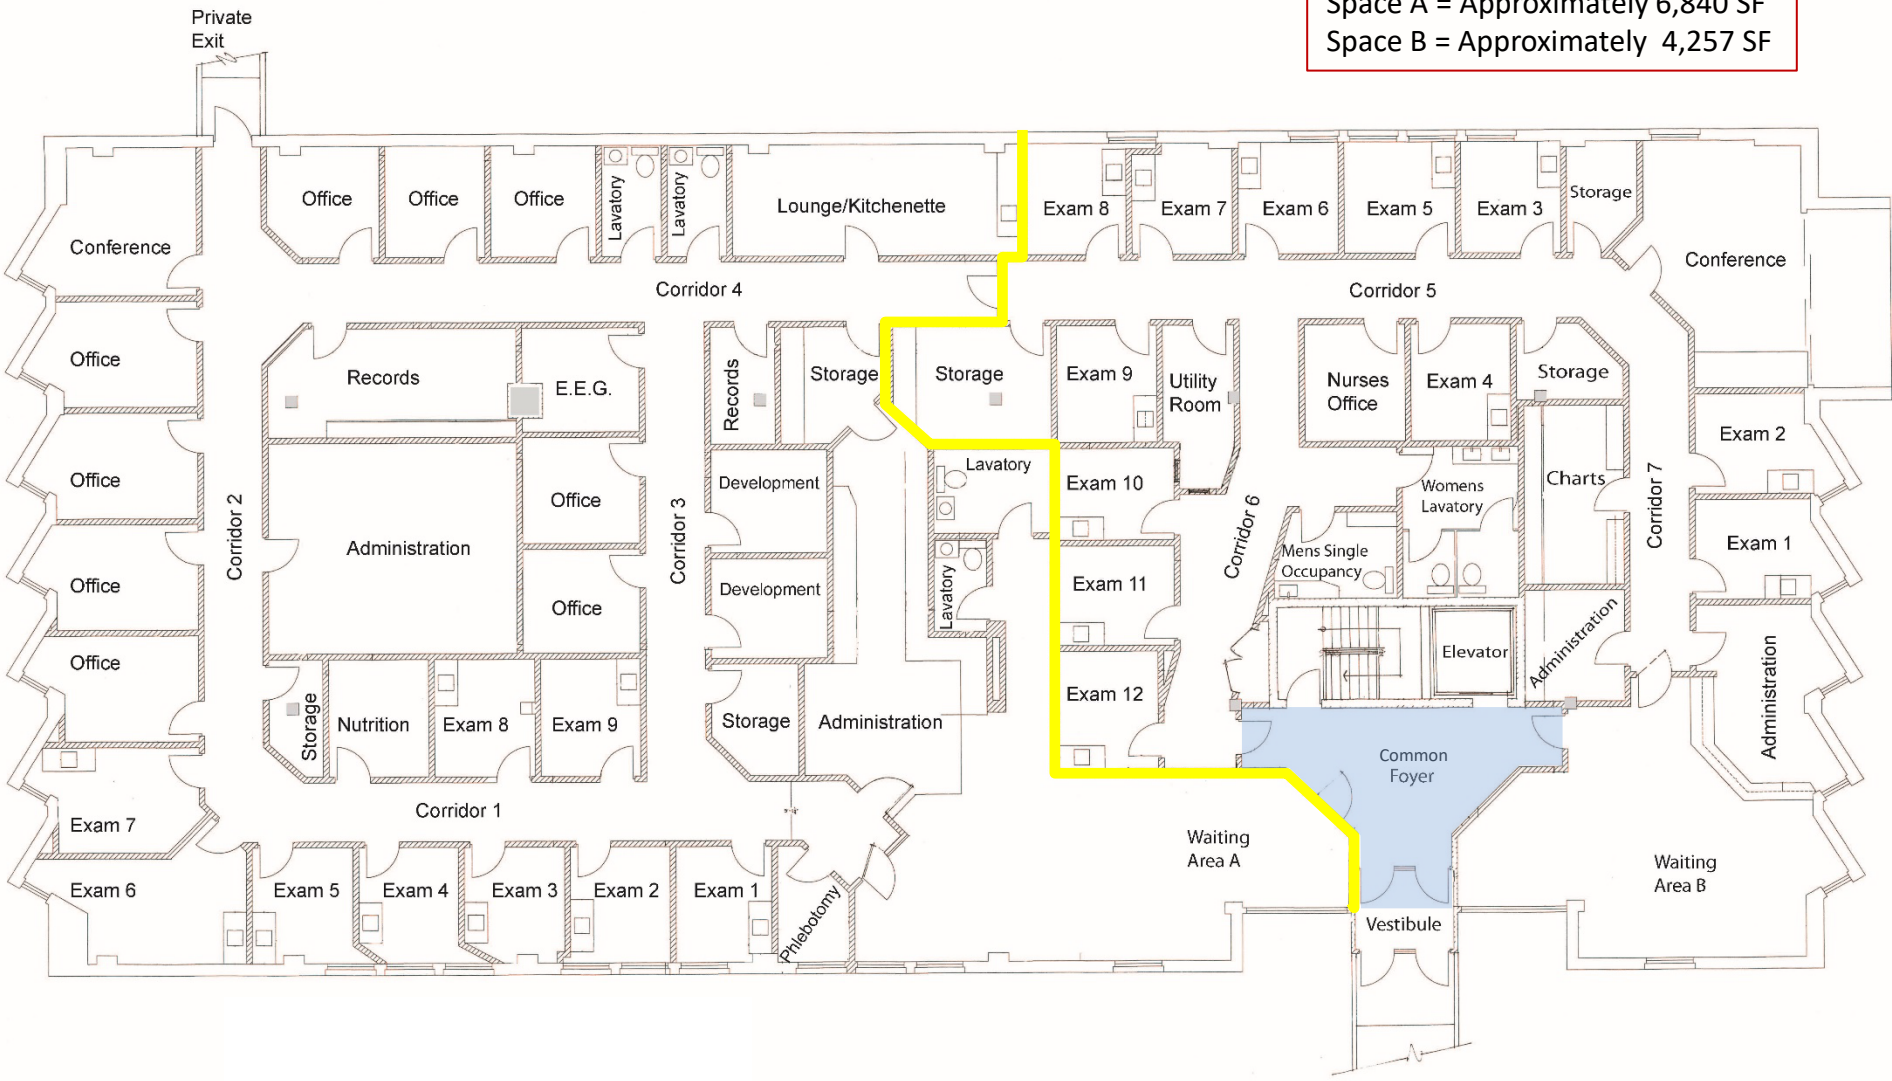 Private
Exit
Space A = Approximately 6,840 SF
Space B = Approximately 4,257 SF
Conference
Office
Office
Office
Lavatory
Lavatory
Lounge/Kitchenette
Exam 8
Exam 7
Exam 6
Exam 5
Exam 3
Storage
Conference
Corridor 4
Corridor 5
Office
Records
E.E.G.
Records
Storage
Storage
Exam 9
Utility
Room
Nurses
Office
Exam 4
Storage
Exam 2
Office
Corridor 2
Administration
Office
Corridor 3
Development
Lavatory
Exam 10
Corridor 6
Womens
Lavatory
Charts
Corridor 7
Exam 1
Office
Office
Development
Lavatory
Exam 11
Mens Single
Occupancy
Elevator
Administration
Administration
Office
Storage
Nutrition
Exam 8
Exam 9
Storage
Administration
Exam 12
Common
Foyer
Exam 7
Corridor 1
Waiting
Area A
Waiting
Area B
Exam 6
Exam 5
Exam 4
Exam 3
Exam 2
Exam 1
Phlebotomy
Vestibule